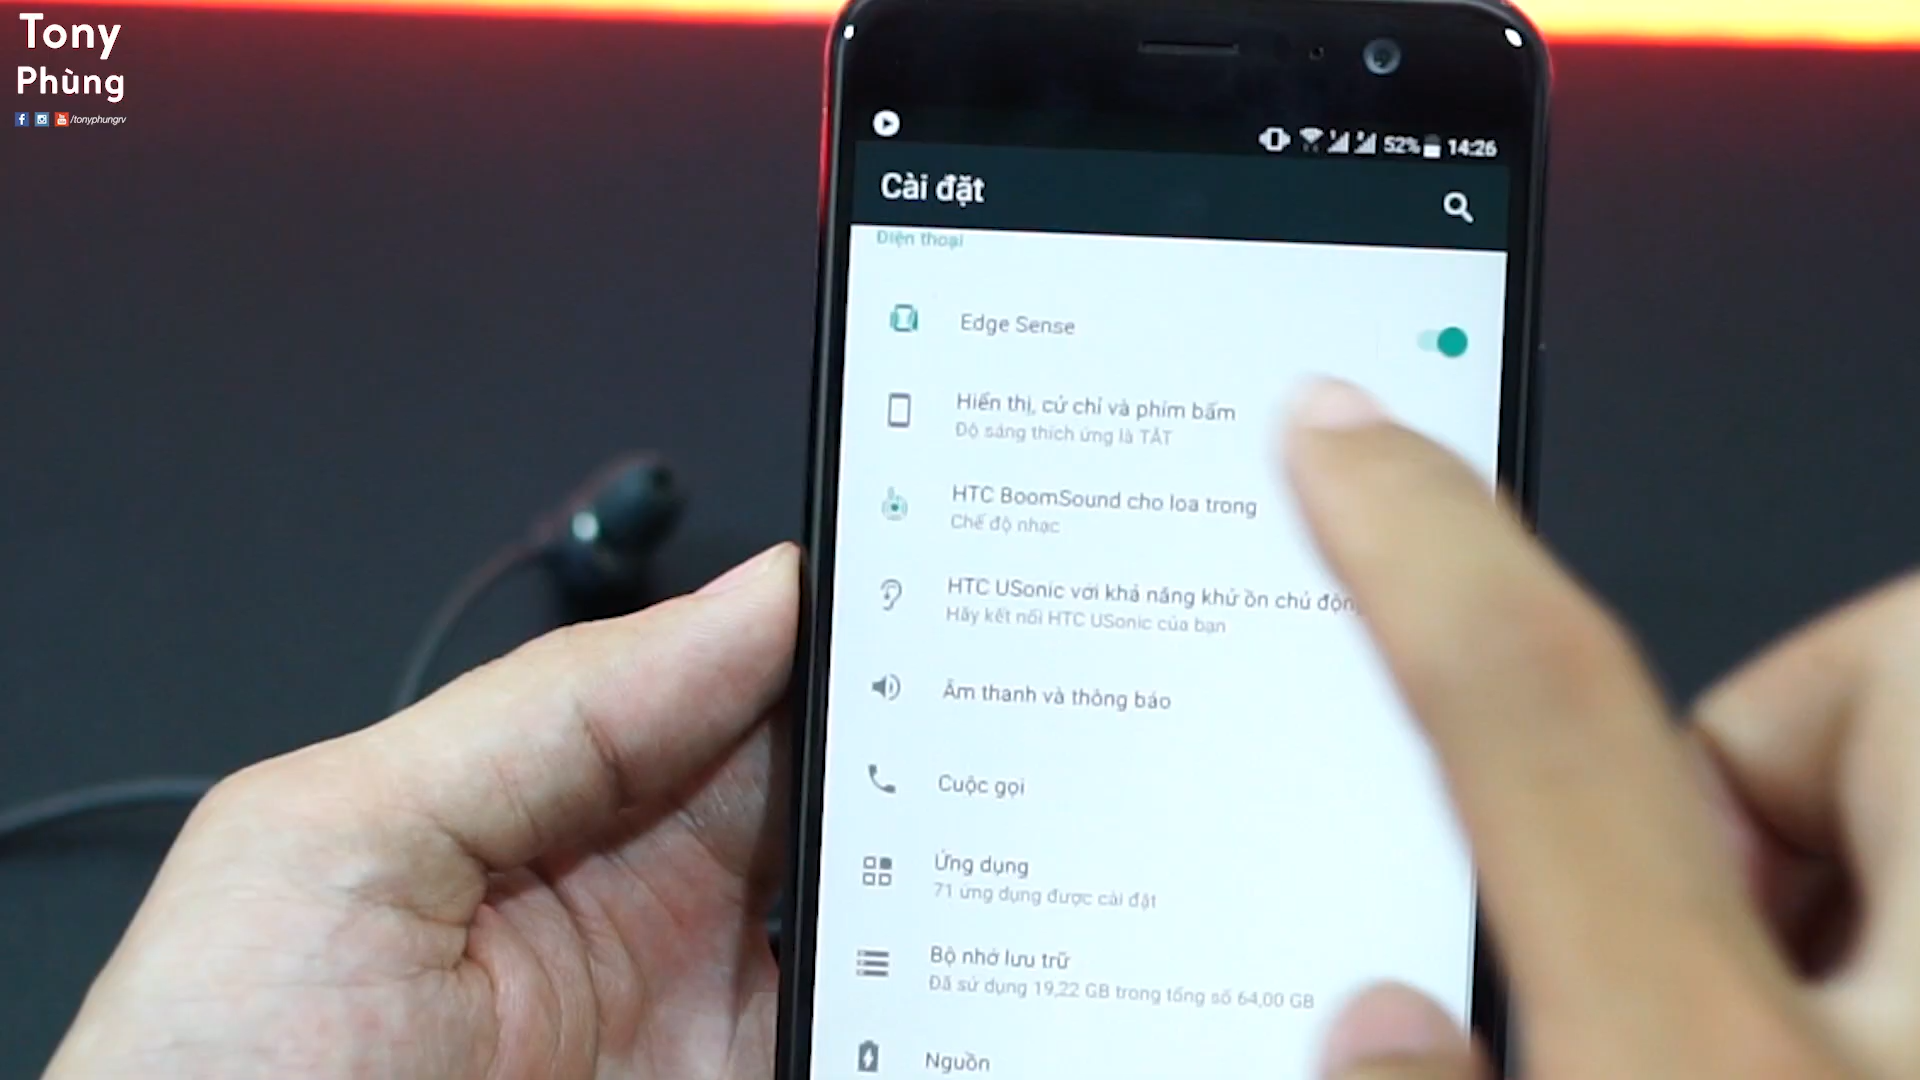 Tony
Phùng
/tonyphungrv
52% 14:26
Cài đặt
Điện thoại
Edge Sense
Hiển thị, cử chỉ và phím bấm
Độ sáng thích ứng là TẮT
HTC BoomSound cho loa trong
Chế độ nhạc
HTC USonic với khả năng khử ồn chủ động
Hãy kết nối HTC USonic của bạn
Âm thanh và thông báo
Cuộc gọi
Ứng dụng
71 ứng dụng được cài đặt
Bộ nhớ lưu trữ
Đã sử dụng 19,22 GB trong tổng số 64,00 GB
Nguồn